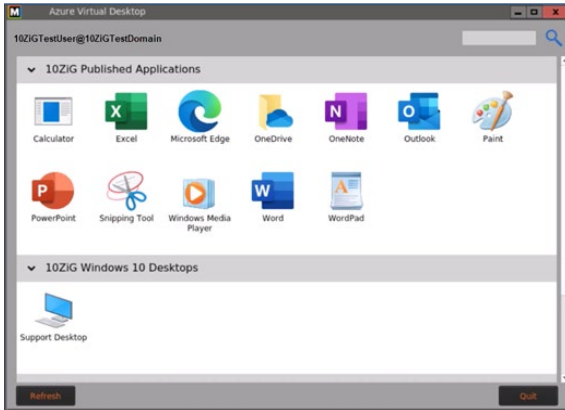 M Azure Virtual Desktop
10ZiGTestUser@10ZiGTestDomain
10ZiG Published Applications
X
N
O
Calculator Excel Microsoft Edge OneDrive OneNote Outlook Paint
P
W
A
PowerPoint Snipping Tool Windows Media Word WordPad
Player
10ZiG Windows 10 Desktops
Support Desktop
Refresh Quit